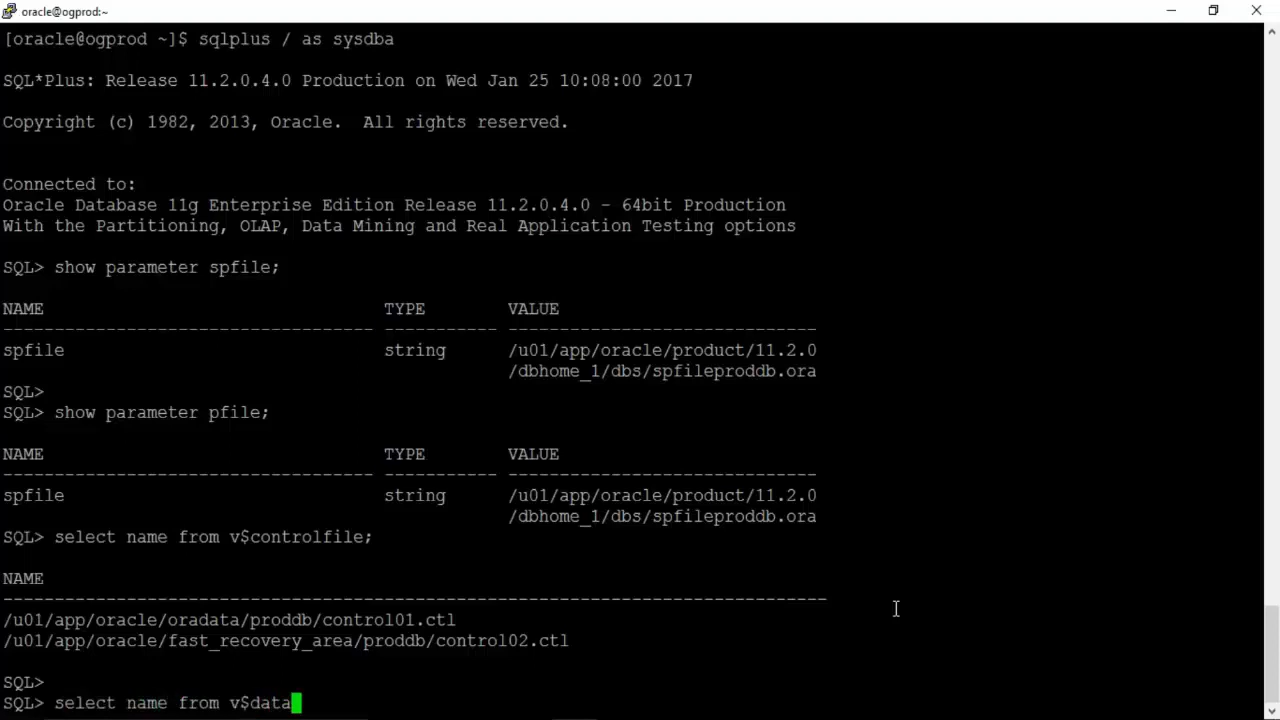 oracle@ogprod:~
[oracle@ogprod ~]$ sqlplus / as sysdba
SQL*Plus: Release 11.2.0.4.0 Production on Wed Jan 25 10:08:00 2017
Copyright (c) 1982, 2013, Oracle.  All rights reserved.
Connected to:
Oracle Database 11g Enterprise Edition Release 11.2.0.4.0 - 64bit Production
With the Partitioning, OLAP, Data Mining and Real Application Testing options
SQL> show parameter spfile;
NAME                                 TYPE        VALUE
------------------------------------ ----------- ------------------------------
spfile                               string      /u01/app/oracle/product/11.2.0
                                                 /dbhome_1/dbs/spfileproddb.ora
SQL>
SQL> show parameter pfile;
NAME                                 TYPE        VALUE
------------------------------------ ----------- ------------------------------
spfile                               string      /u01/app/oracle/product/11.2.0
                                                 /dbhome_1/dbs/spfileproddb.ora
SQL> select name from v$controlfile;
NAME
--------------------------------------------------------------------------------
/u01/app/oracle/oradata/proddb/control01.ctl
/u01/app/oracle/fast_recovery_area/proddb/control02.ctl
SQL>
SQL> select name from v$data